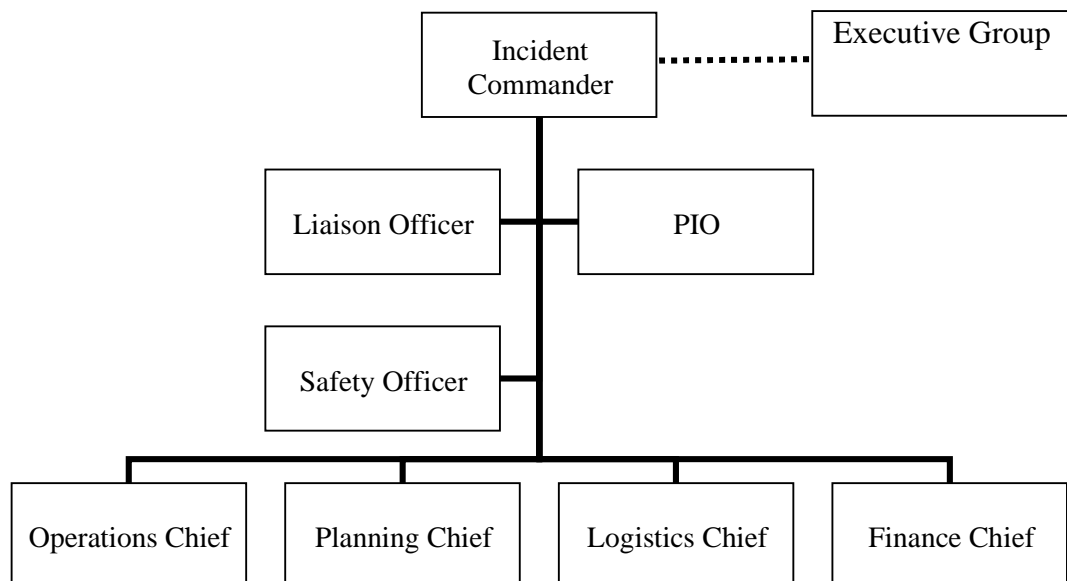 Incident
Commander
Executive Group
Liaison Officer
PIO
Safety Officer
Operations Chief
Planning Chief
Logistics Chief
Finance Chief